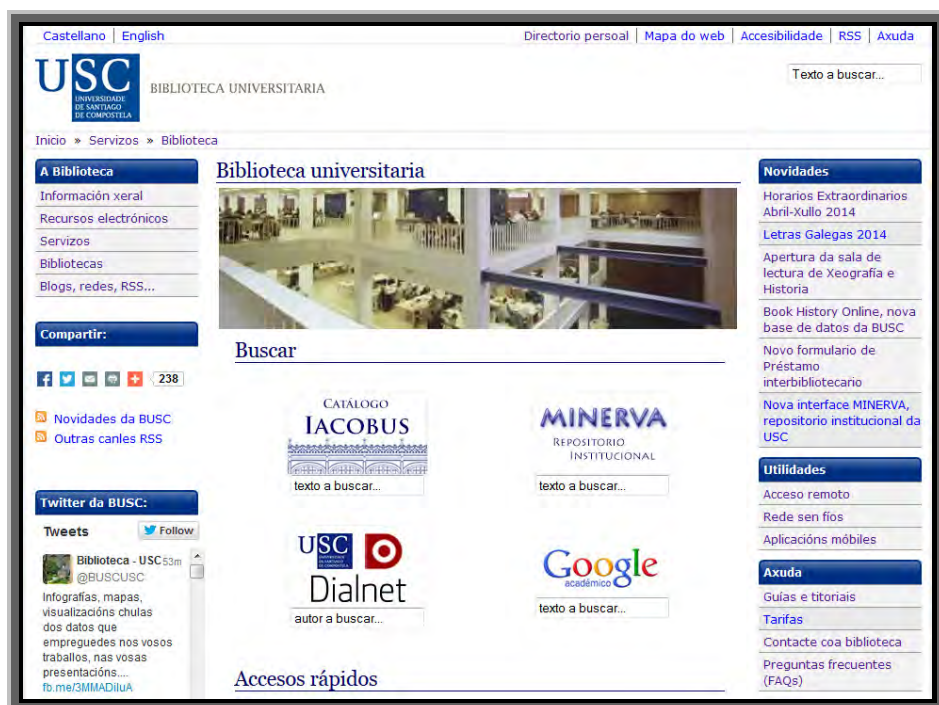 Castellano | English
Directorio persoal | Mapa do web | Accesibilidade | RSS | Axuda
USC
UNIVERSIDADE
DE SANTIAGO
DE COMPOSTELA
BIBLIOTECA UNIVERSITARIA
Texto a buscar...
Inicio » Servizos » Biblioteca
A Biblioteca
Información xeral
Recursos electrónicos
Servizos
Bibliotecas
Blogs, redes, RSS...
Compartir:
238
Novidades da BUSC
Outras canles RSS
Twitter da BUSC:
Tweets
Follow
Biblioteca - USC 53m
@BUSCUSC
Infografías, mapas,
visualizacións chulas
dos datos que
empreguedes nos vosos
traballos, nas vosas
presentacións....
fb.me/3MMADiluA
Biblioteca universitaria
Buscar
CATÁLOGO
IACOBUS
texto a buscar...
MINERVA
REPOSITORIO
INSTITUCIONAL
texto a buscar...
USC
Dialnet
autor a buscar...
Google
académico
texto a buscar...
Accesos rápidos
Novidades
Horarios Extraordinarios
Abril-Xullo 2014
Letras Galegas 2014
Apertura da sala de
lectura de Xeografía e
Historia
Book History Online, nova
base de datos da BUSC
Novo formulario de
Préstamo
interbibliotecario
Nova interface MINERVA,
repositorio institucional da
USC
Utilidades
Acceso remoto
Rede sen fíos
Aplicacións móbiles
Axuda
Guías e titoriais
Tarifas
Contacte coa biblioteca
Preguntas frecuentes
(FAQs)